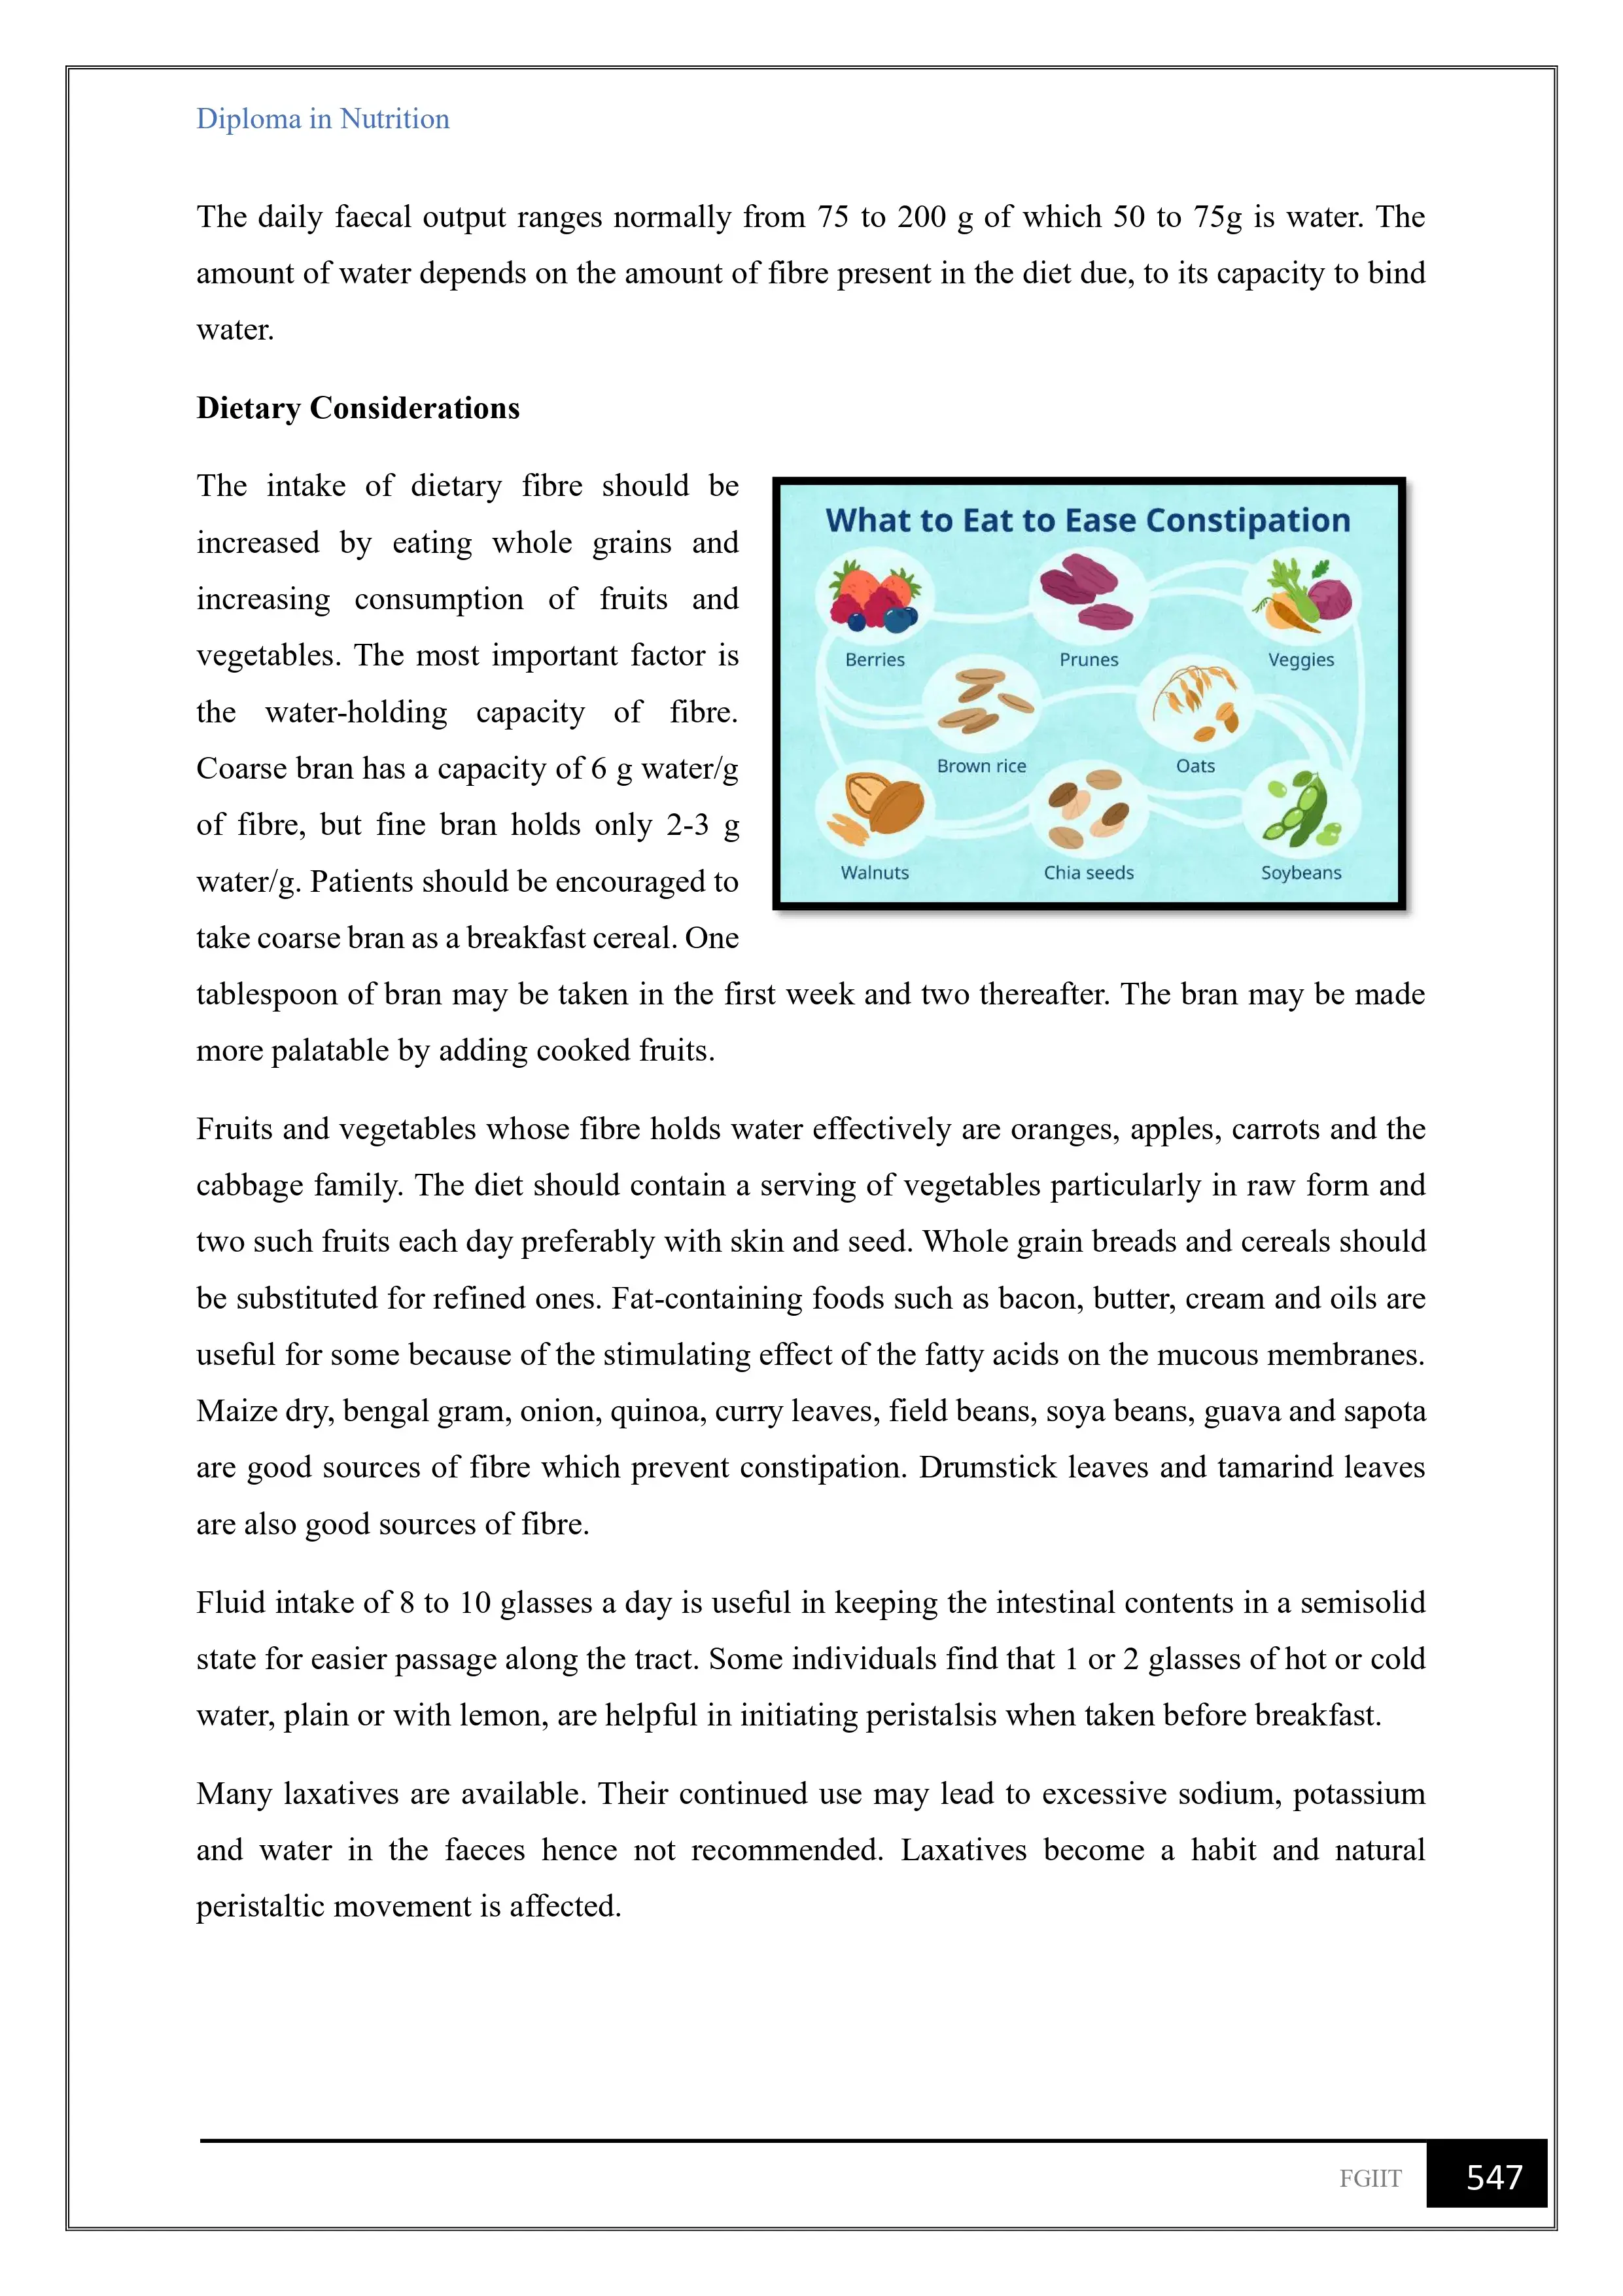 Diploma in Nutrition
The daily faecal output ranges normally from 75 to 200 g of which 50 to 75g is water. The
amount of water depends on the amount of fibre present in the diet due, to its capacity to bind
water.
Dietary Considerations
The intake of dietary fibre should be
increased by eating whole grains and
increasing consumption of fruits and
vegetables. The most important factor is
the water-holding capacity of fibre.
Coarse bran has a capacity of 6 g water/g
of fibre, but fine bran holds only 2-3 g
water/g. Patients should be encouraged to
take coarse bran as a breakfast cereal. One
What to Eat to Ease Constipation
Berries
Prunes
Veggies
Brown rice
Oats
Walnuts
Chia seeds
Soybeans
tablespoon of bran may be taken in the first week and two thereafter. The bran may be made
more palatable by adding cooked fruits.
Fruits and vegetables whose fibre holds water effectively are oranges, apples, carrots and the
cabbage family. The diet should contain a serving of vegetables particularly in raw form and
two such fruits each day preferably with skin and seed. Whole grain breads and cereals should
be substituted for refined ones. Fat-containing foods such as bacon, butter, cream and oils are
useful for some because of the stimulating effect of the fatty acids on the mucous membranes.
Maize dry, bengal gram, onion, quinoa, curry leaves, field beans, soya beans, guava and sapota
are good sources of fibre which prevent constipation. Drumstick leaves and tamarind leaves
are also good sources of fibre.
Fluid intake of 8 to 10 glasses a day is useful in keeping the intestinal contents in a semisolid
state for easier passage along the tract. Some individuals find that 1 or 2 glasses of hot or cold
water, plain or with lemon, are helpful in initiating peristalsis when taken before breakfast.
Many laxatives are available. Their continued use may lead to excessive sodium, potassium
and water in the faeces hence not recommended. Laxatives become a habit and natural
peristaltic movement is affected.
FGIIT
547